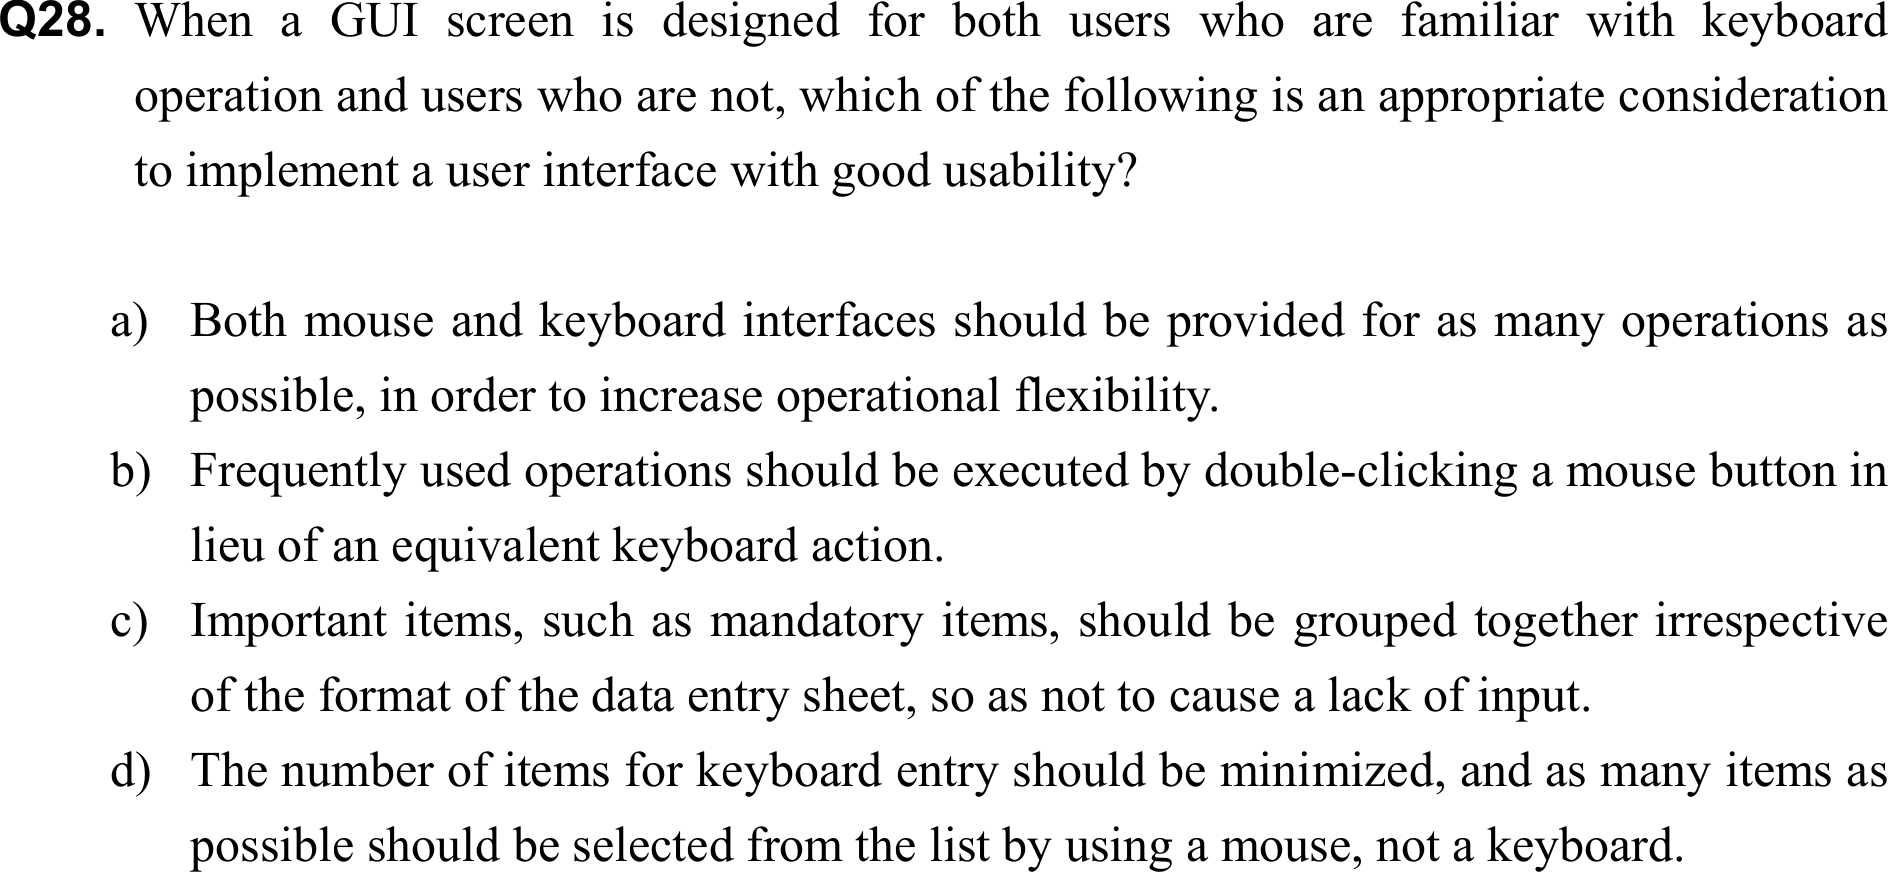 Q28. When a GUI screen is designed for both users who are familiar with keyboard
operation and users who are not, which of the following is an appropriate consideration
to implement a user interface with good usability?
a) Both mouse and keyboard interfaces should be provided for as many operations as
possible, in order to increase operational flexibility.
b) Frequently used operations should be executed by double-clicking a mouse button in
lieu of an equivalent keyboard action.
c) Important items, such as mandatory items, should be grouped together irrespective
of the format of the data entry sheet, so as not to cause a lack of input.
d) The number of items for keyboard entry should be minimized, and as many items as
possible should be selected from the list by using a mouse, not a keyboard.